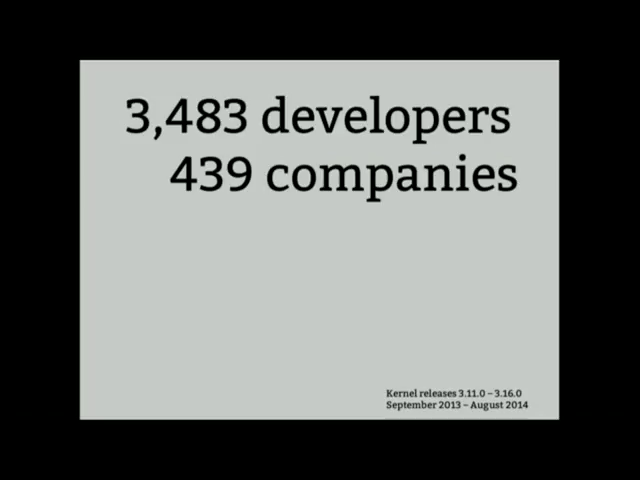 3,483 developers
439 companies
Kernel releases 3.11.0 – 3.16.0
September 2013 – August 2014